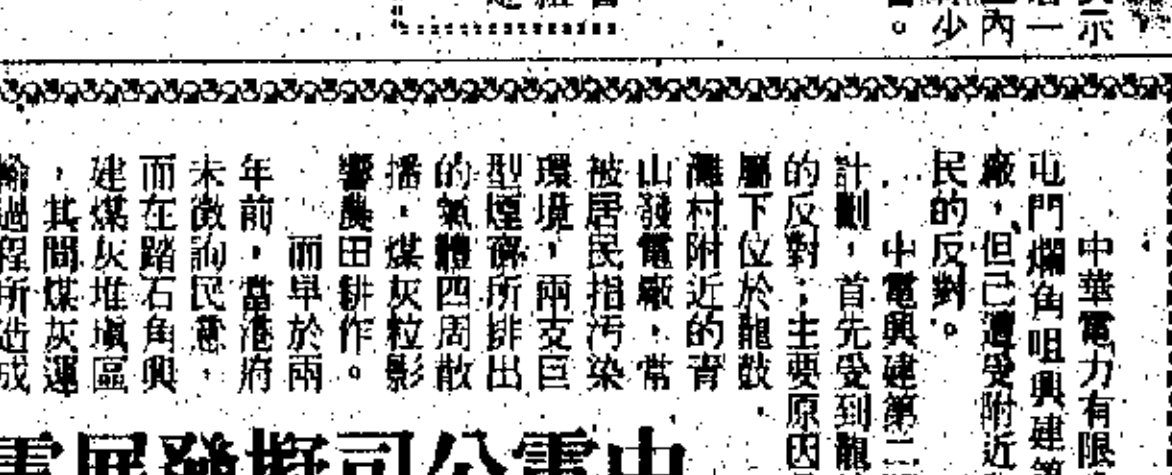 示
一
內
少
。
中華電力有限
屯門爛角咀興建第
廠，但已遭受附近
民的反對。
中電興建第二
計劃，首先受到龍
的反對；主要原因
屬下位於龍鼓
灘村附近的青
山發電廠，常
被居民指污染
環境，兩支巨
型煙囪所排出
的氣體四周散
播，煤灰粒影
響農田耕作。
而早於兩
年前，當港府
未徵詢民意，
而在踏石角興
建煤灰堆填區
，其間煤灰運
輸過程所造成
中電公司擬發展電